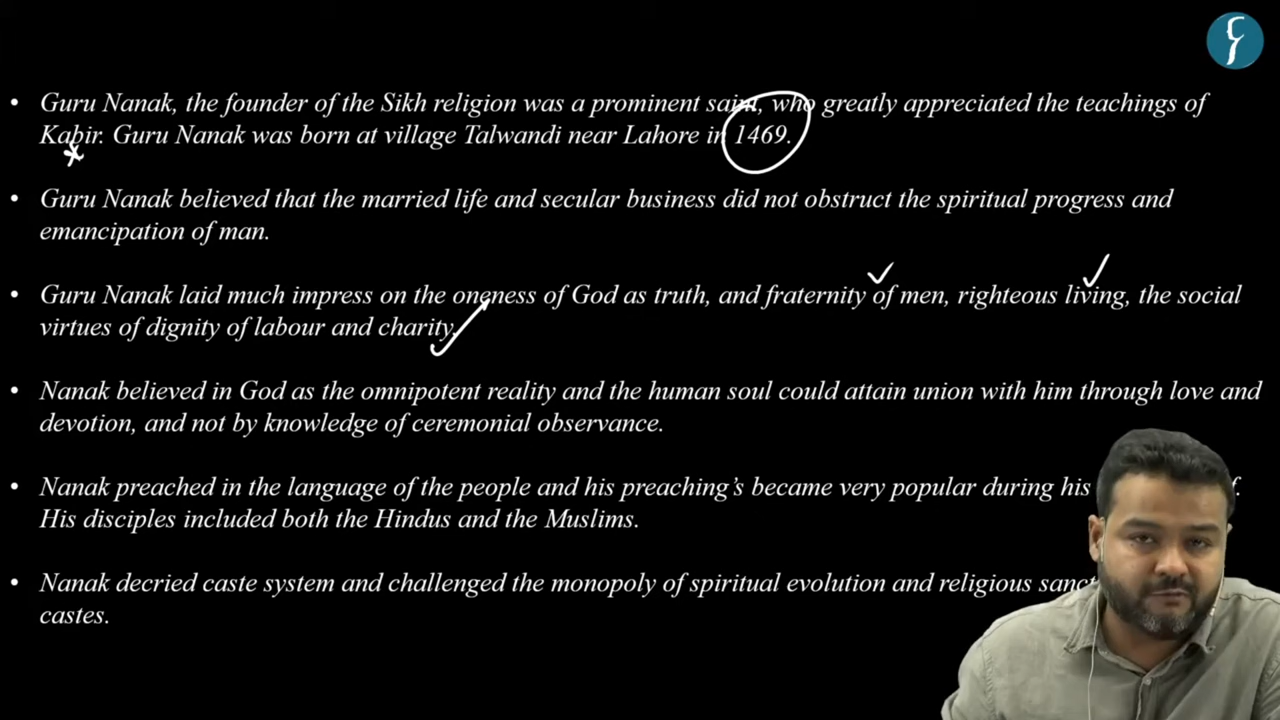 • Guru Nanak, the founder of the Sikh religion was a prominent saint, who greatly appreciated the teachings of
Kabir. Guru Nanak was born at village Talwandi near Lahore in 1469.
• Guru Nanak believed that the married life and secular business did not obstruct the spiritual progress and
emancipation of man.
• Guru Nanak laid much impress on the oneness of God as truth, and fraternity of men, righteous living, the social
virtues of dignity of labour and charity.
• Nanak believed in God as the omnipotent reality and the human soul could attain union with him through love and
devotion, and not by knowledge of ceremonial observance.
• Nanak preached in the language of the people and his preaching's became very popular during his
His disciples included both the Hindus and the Muslims.
• Nanak decried caste system and challenged the monopoly of spiritual evolution and religious
castes.